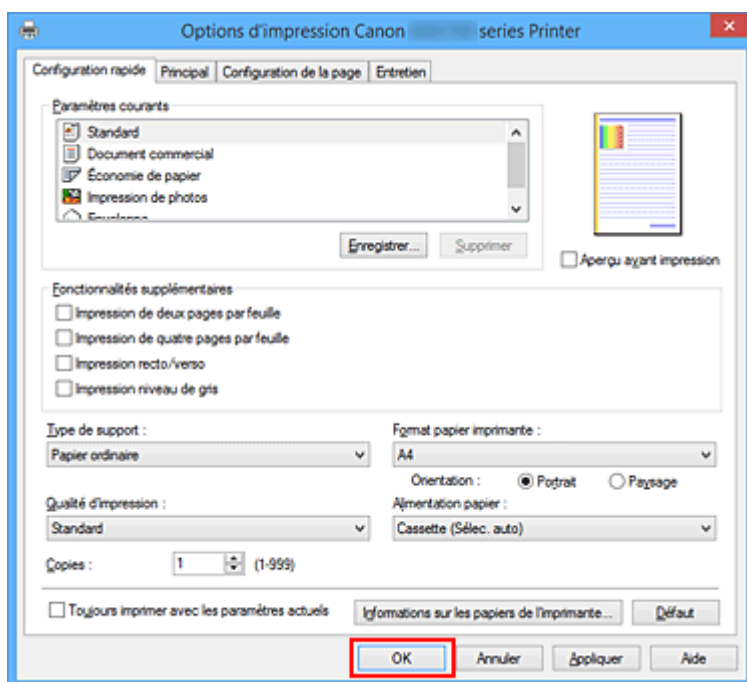 Options d'impression Canon series Printer
Configuration rapide Principal Configuration de la page Entretien
Paramètres courants
Standard
Document commercial
Économie de papier
Impression de photos
Enregistrer... Supprimer
Aperçu avant impression
Fonctionnalités supplémentaires
Impression de deux pages par feuille
Impression de quatre pages par feuille
Impression recto/verso
Impression niveau de gris
Type de support : Format papier imprimante :
Papier ordinaire A4
Orientation : Portrait Paysage
Qualité d'impression : Alimentation papier :
Standard Cassette (Sélec. auto)
Copies : 1 (1-999)
Toujours imprimer avec les paramètres actuels Informations sur les papiers de l'imprimante... Défaut
OK Annuler Appliquer Aide